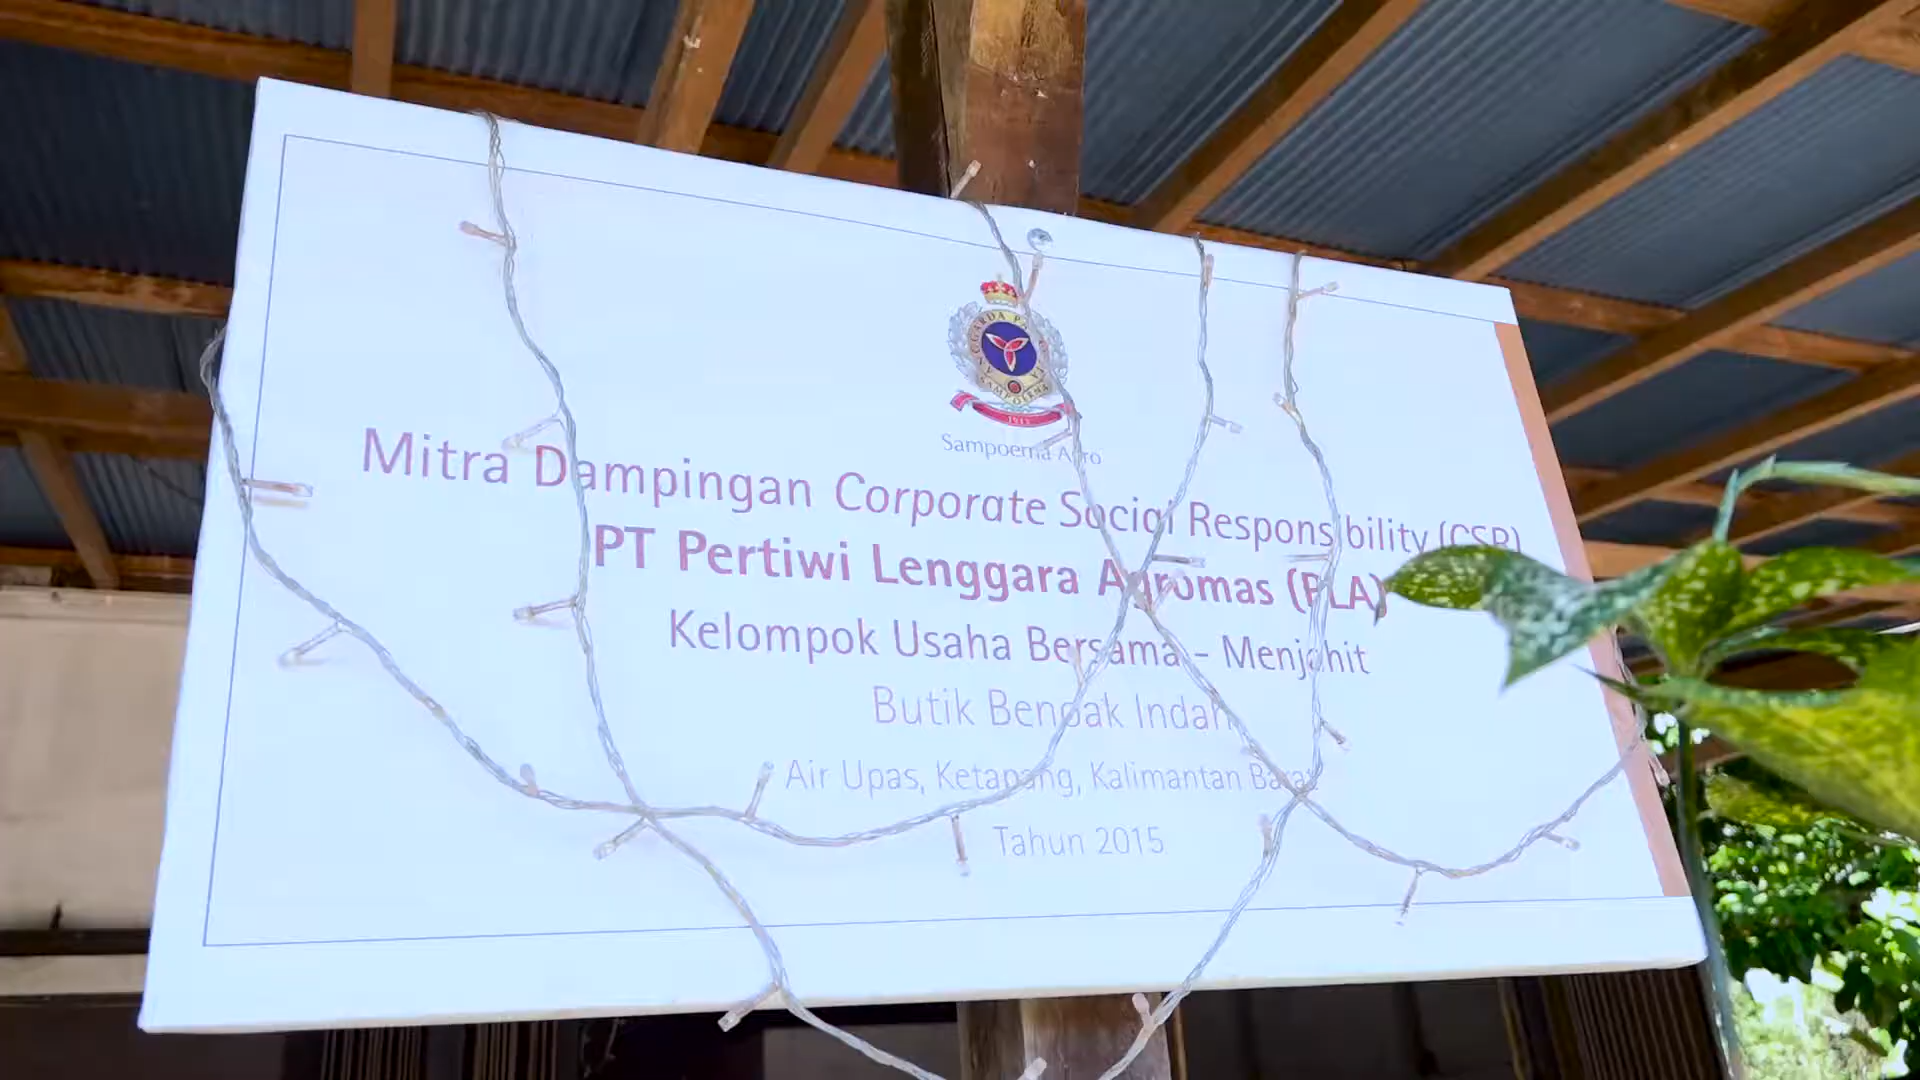 Sampoerna Agro
Mitra Dampingan Corporate Social Responsibility (CSR)
PT Pertiwi Lenggara Agromas (PLA)
Kelompok Usaha Bersama - Menjahit
Butik Benpak Indah
Air Upas, Ketapang, Kalimantan Barat
Tahun 2015